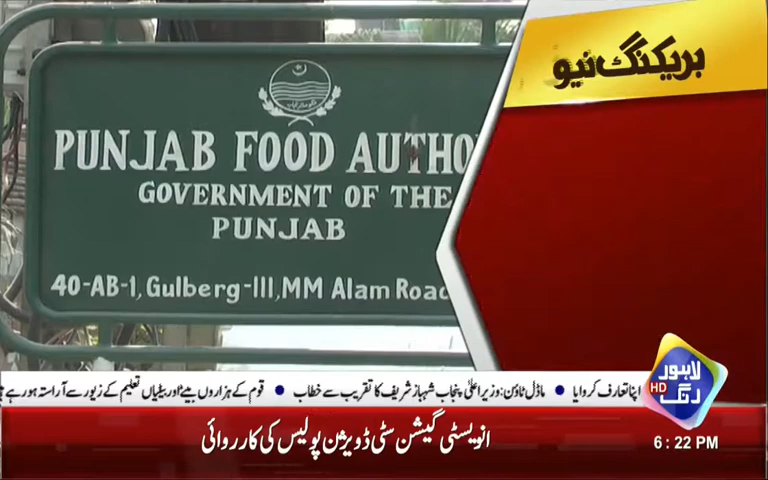 بریکنگ نیو
PUNJAB FOOD AUTHO
GOVERNMENT OF THE
PUNJAB
40-AB-1, Gulberg-III, MM Alam Road
لاہور
رنگ
HD
اپنا تعارف کروایا ● ماڈل ٹاؤن: وزیراعلیٰ پنجاب شہباز شریف کا تقریب سے خطاب ● قوم کے ہزاروں بیٹے اور بیٹیاں تعلیم کے زیور سے آراستہ ہو رہے
انویسٹی گیشن سٹی ڈویژن پولیس کی کارروائی
6:22 PM